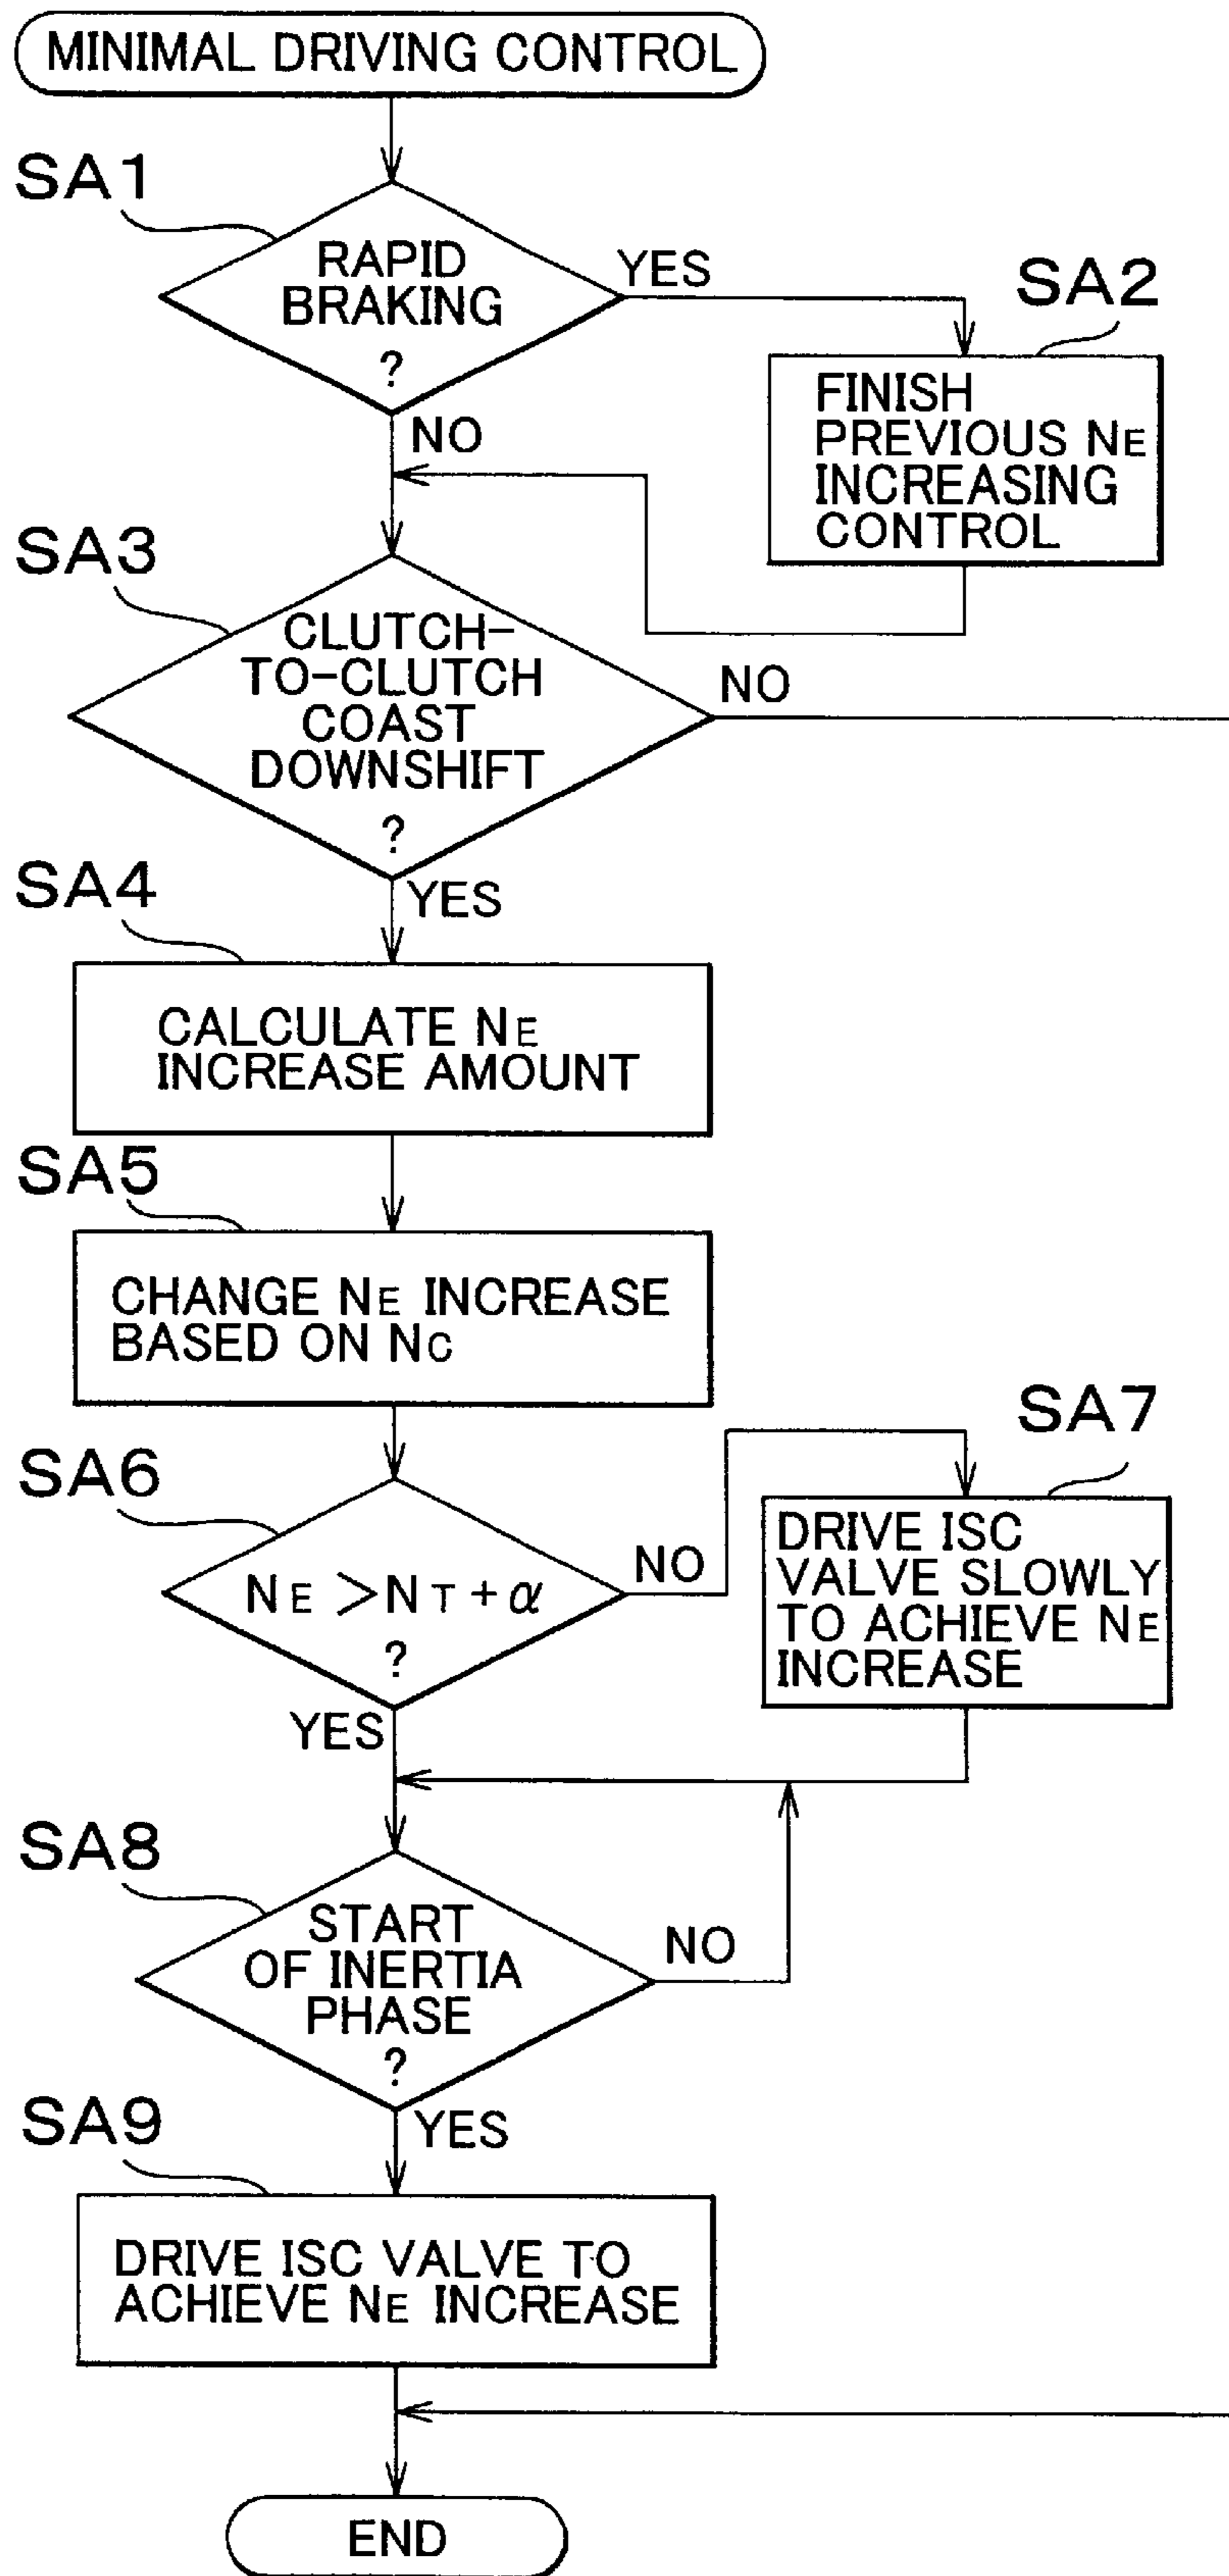 MINIMAL DRIVING CONTROL
SA1
RAPID
BRAKING
?
YES
NO
SA2
FINISH
PREVIOUS NE
INCREASING
CONTROL
SA3
CLUTCH-
TO-CLUTCH
COAST
DOWNSHIFT
?
NO
YES
SA4
CALCULATE NE
INCREASE AMOUNT
SA5
CHANGE NE INCREASE
BASED ON NC
SA6
NE > NT + α
?
NO
YES
SA7
DRIVE ISC
VALVE SLOWLY
TO ACHIEVE NE
INCREASE
SA8
START
OF INERTIA
PHASE
?
NO
YES
SA9
DRIVE ISC VALVE TO
ACHIEVE NE INCREASE
END